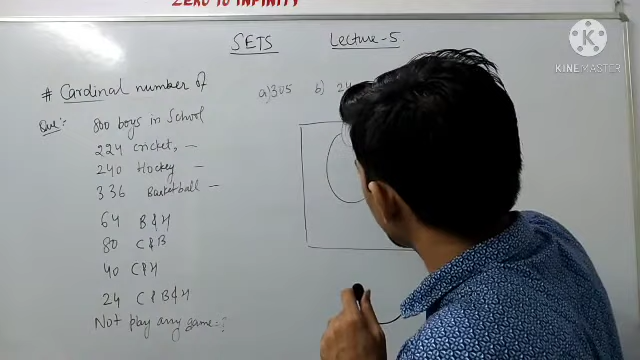 ZERO TO INFINITY
SETS Lecture-5
# Cardinal number of
a) 305 b) 24
Que:- 800 boys in School
224 Cricket, -
240 Hockey -
336 Basketball -
64 B & H
80 C & B
40 C & H
24 C & B & H
Not play any game:- ?
KINEMASTER